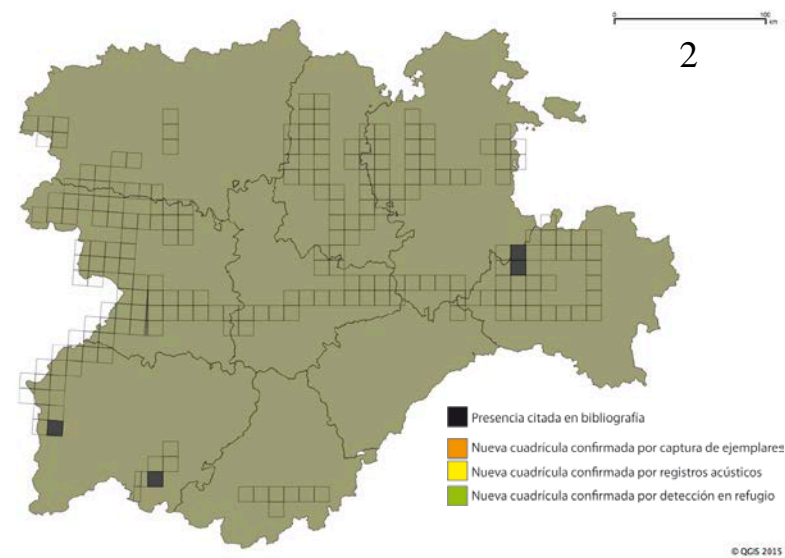 0 100
km
2
Presencia citada en bibliografía
Nueva cuadrícula confirmada por captura de ejemplares
Nueva cuadrícula confirmada por registros acústicos
Nueva cuadrícula confirmada por detección en refugio
© QGIS 2015